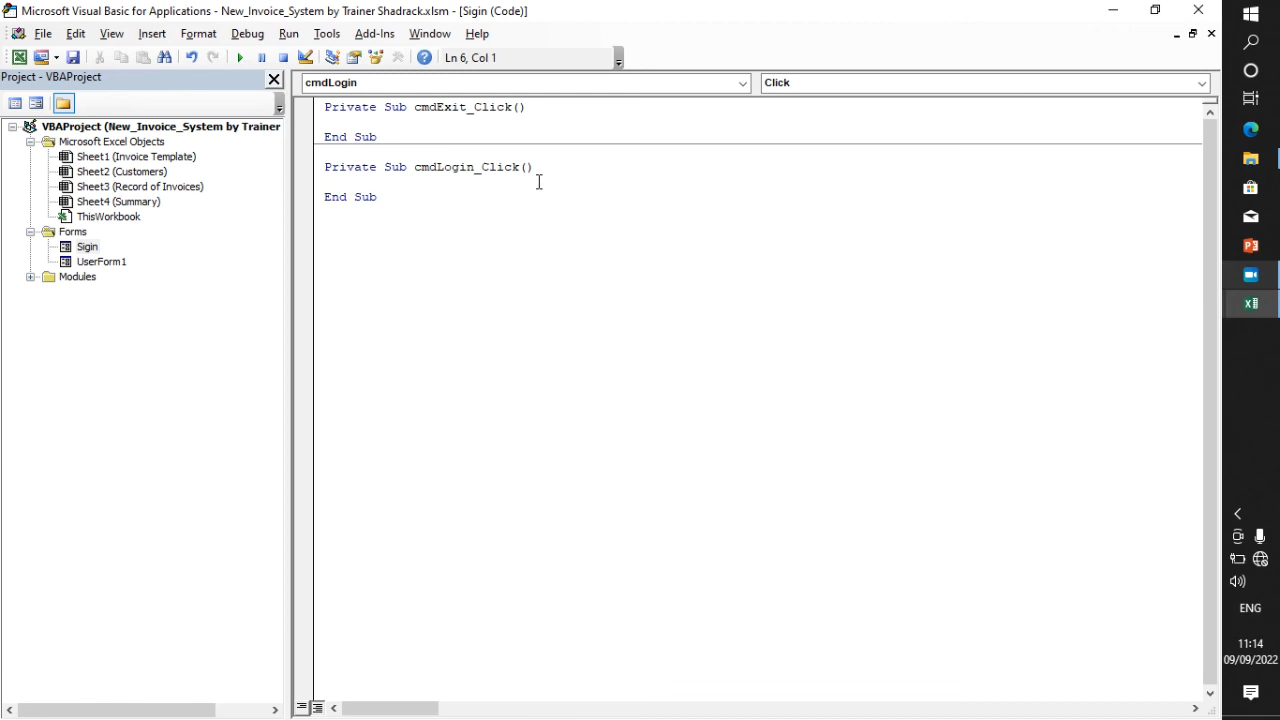 Microsoft Visual Basic for Applications - New_Invoice_System by Trainer Shadrack.xlsm - [Sigin (Code)]
File Edit View Insert Format Debug Run Tools Add-Ins Window Help
Ln 6, Col 1
Project - VBAProject
cmdLogin
Click
VBAProject (New_Invoice_System by Trainer
Microsoft Excel Objects
Sheet1 (Invoice Template)
Sheet2 (Customers)
Sheet3 (Record of Invoices)
Sheet4 (Summary)
ThisWorkbook
Forms
Sigin
UserForm1
Modules
Private Sub cmdExit_Click()
End Sub
Private Sub cmdLogin_Click()
End Sub
ENG
11:14
09/09/2022